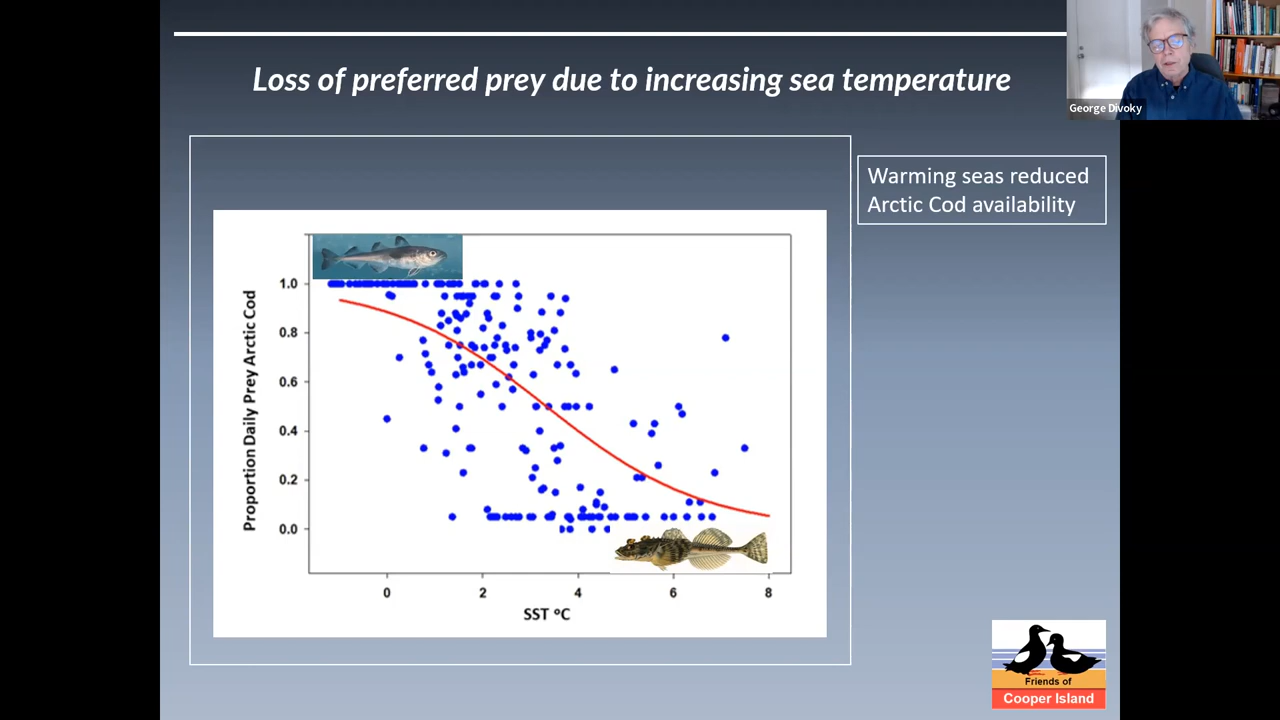 Loss of preferred prey due to increasing sea temperature
George Divoky
Warming seas reduced
Arctic Cod availability
Proportion Daily Prey Arctic Cod
1.0
0.8
0.6
0.4
0.2
0.0
0 2 4 6 8
SST ºC
Friends of
Cooper Island